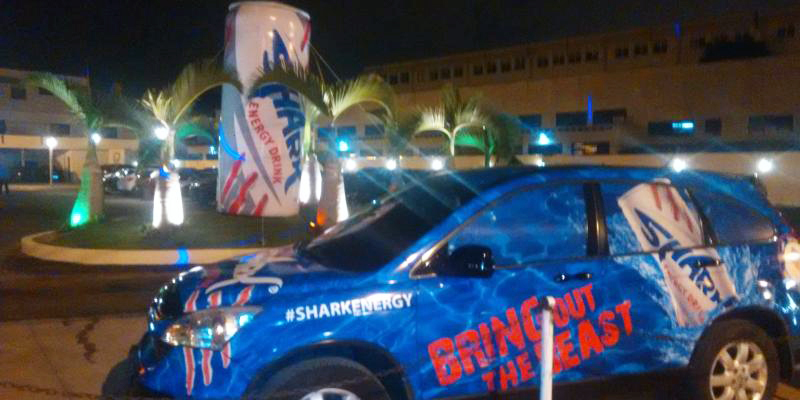 SHARK
ENERGY DRINK
#SHARKENERGY
BRING OUT
THE BEAST
SHARK